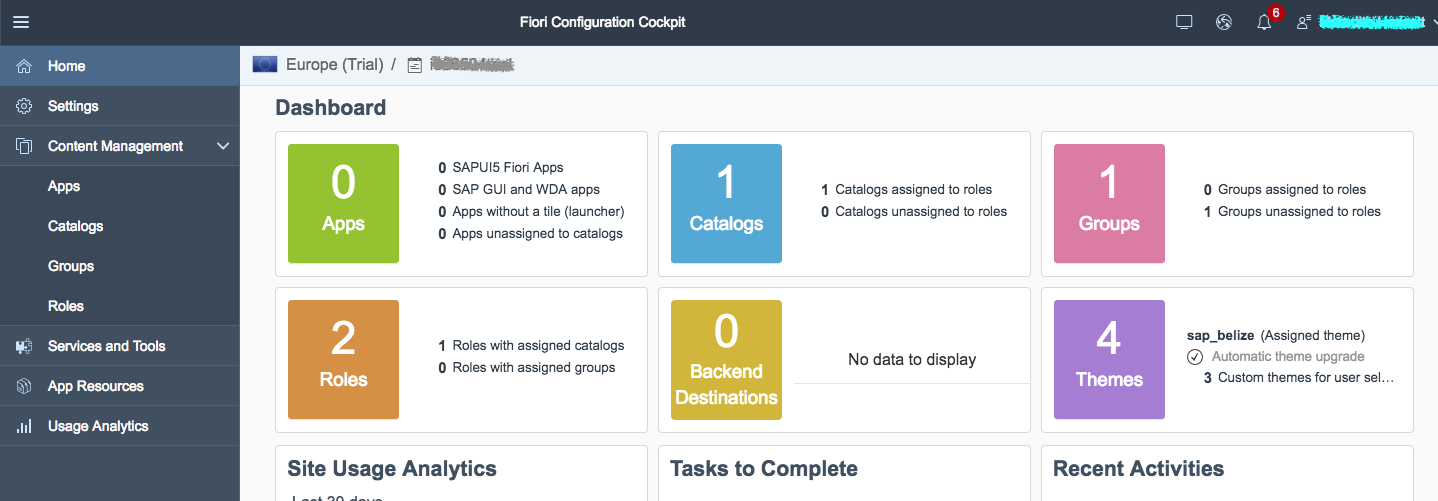 Fiori Configuration Cockpit
6
Home
Settings
Content Management
Apps
Catalogs
Groups
Roles
Services and Tools
App Resources
Usage Analytics
Europe (Trial) /
Dashboard
0
Apps
0 SAPUI5 Fiori Apps
0 SAP GUI and WDA apps
0 Apps without a tile (launcher)
0 Apps unassigned to catalogs
1
Catalogs
1 Catalogs assigned to roles
0 Catalogs unassigned to roles
1
Groups
0 Groups assigned to roles
1 Groups unassigned to roles
2
Roles
1 Roles with assigned catalogs
0 Roles with assigned groups
0
Backend
Destinations
No data to display
4
Themes
sap_belize (Assigned theme)
Automatic theme upgrade
3 Custom themes for user sel...
Site Usage Analytics
Last 30 days
Tasks to Complete
Recent Activities